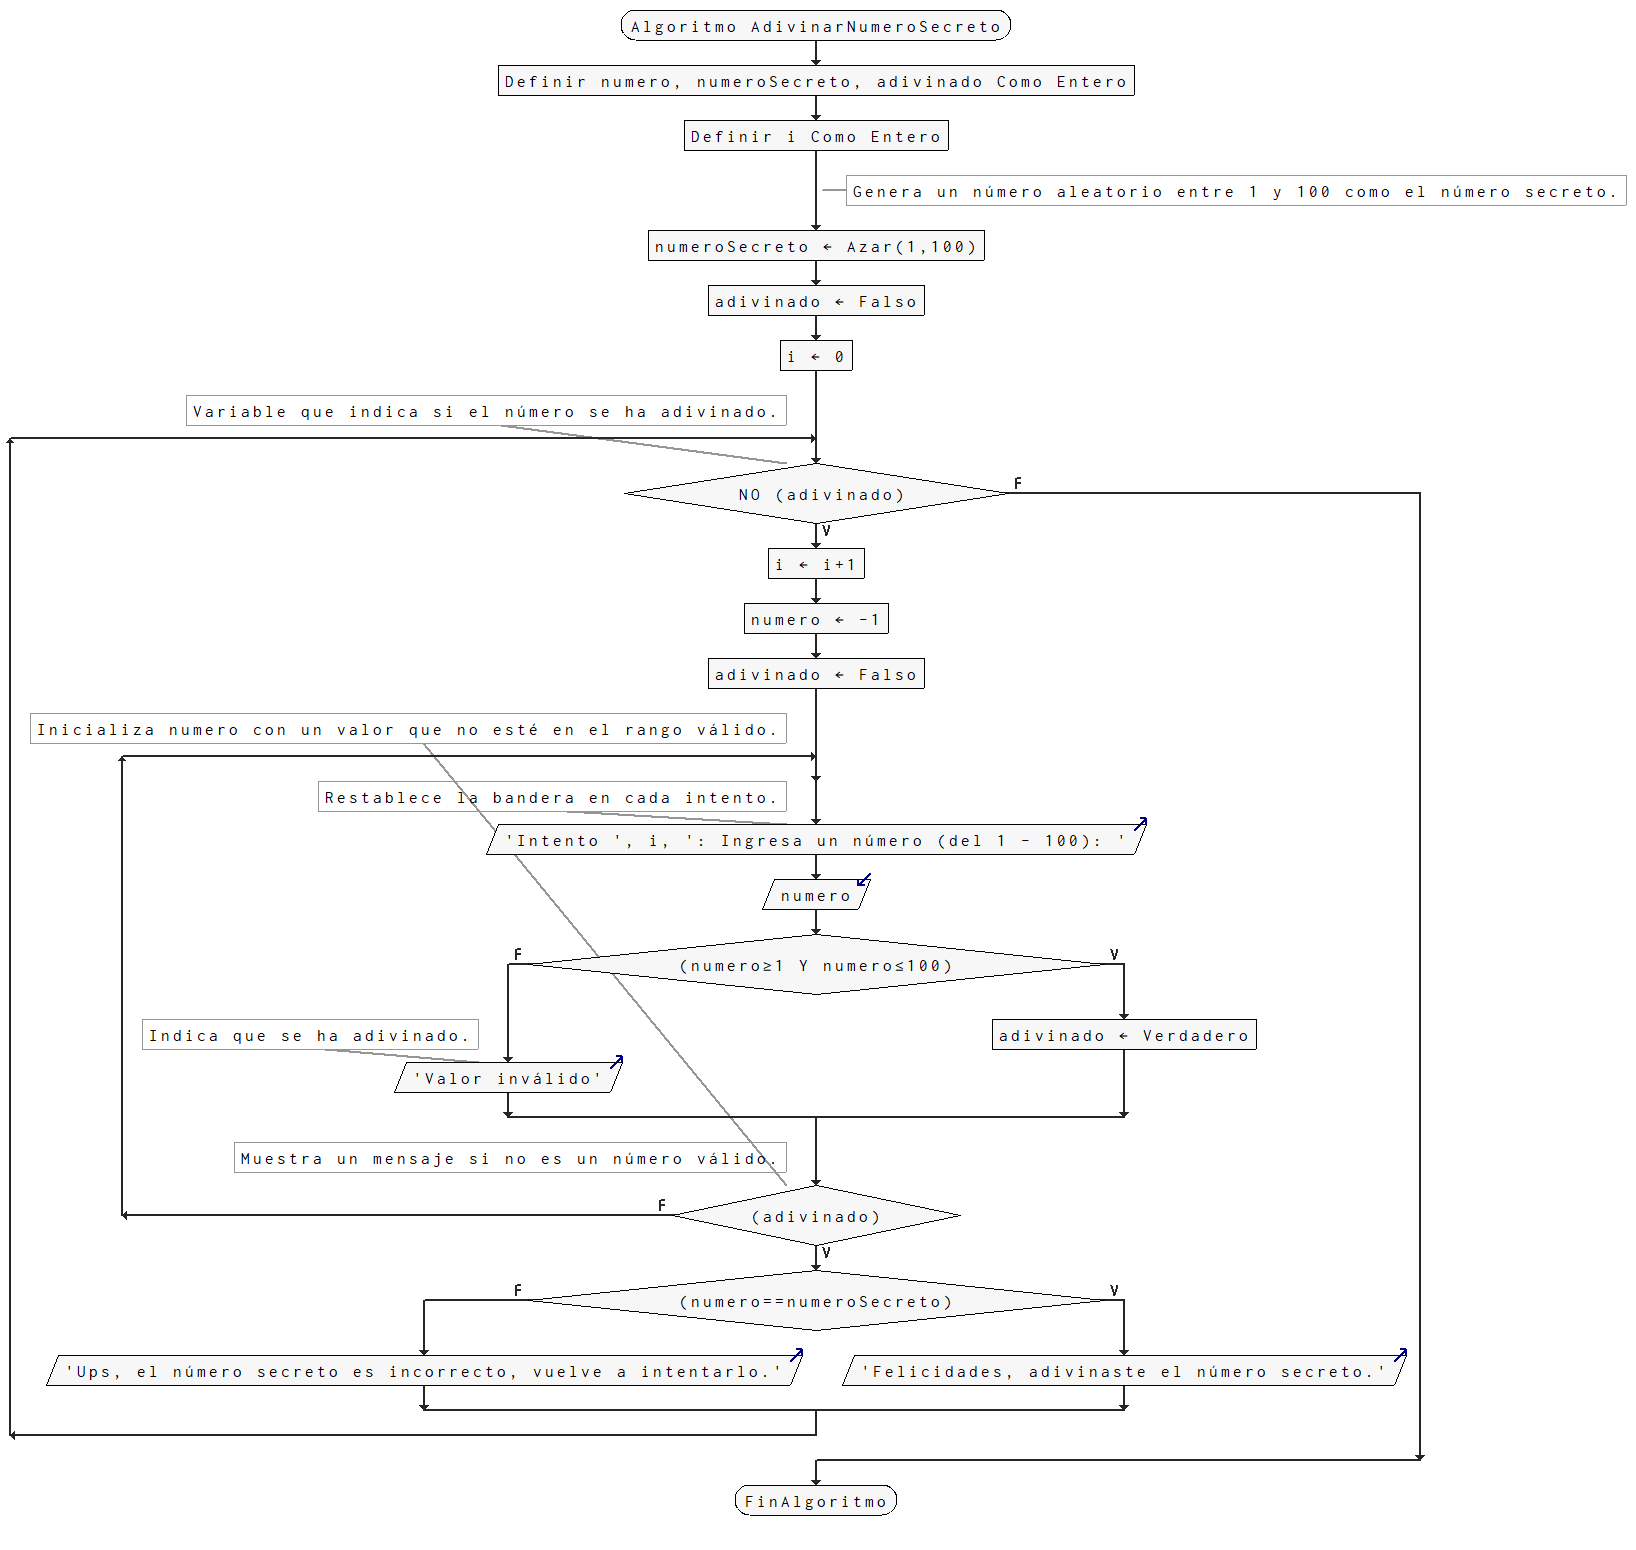 Algoritmo AdivinarNumeroSecreto
Definir numero, numeroSecreto, adivinado Como Entero
Definir i Como Entero
Genera un número aleatorio entre 1 y 100 como el número secreto.
numeroSecreto ← Azar(1,100)
adivinado ← Falso
i ← 0
Variable que indica si el número se ha adivinado.
NO (adivinado)
F
V
i ← i+1
numero ← -1
adivinado ← Falso
Inicializa numero con un valor que no esté en el rango válido.
Restablece la bandera en cada intento.
'Intento ', i, ': Ingresa un número (del 1 - 100): '
numero
F
V
(numero≥1 Y numero≤100)
Indica que se ha adivinado.
adivinado ← Verdadero
'Valor inválido'
Muestra un mensaje si no es un número válido.
F
(adivinado)
V
F
V
(numero==numeroSecreto)
'Ups, el número secreto es incorrecto, vuelve a intentarlo.'
'Felicidades, adivinaste el número secreto.'
FinAlgoritmo